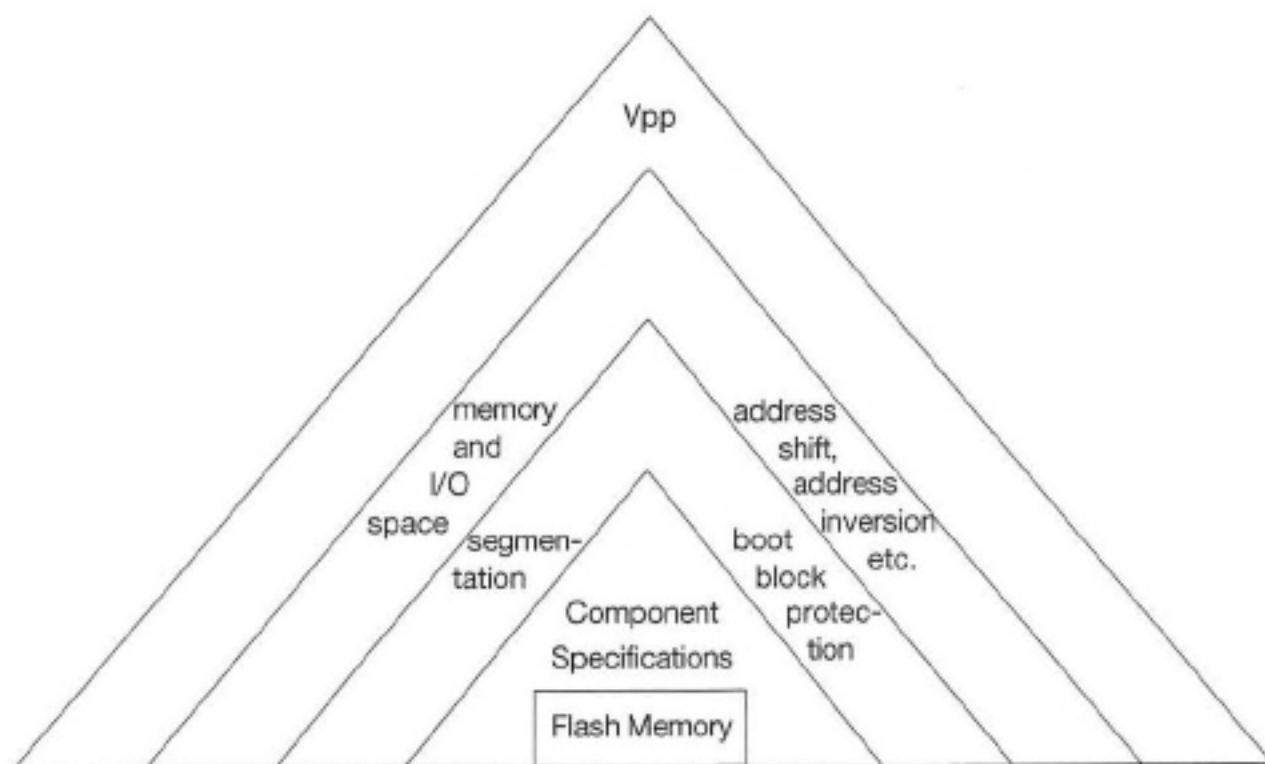 Vpp
memory
and
I/O
space
address
shift,
address
inversion
etc.
segmen-
tation
boot
block
protec-
tion
Component
Specifications
Flash Memory